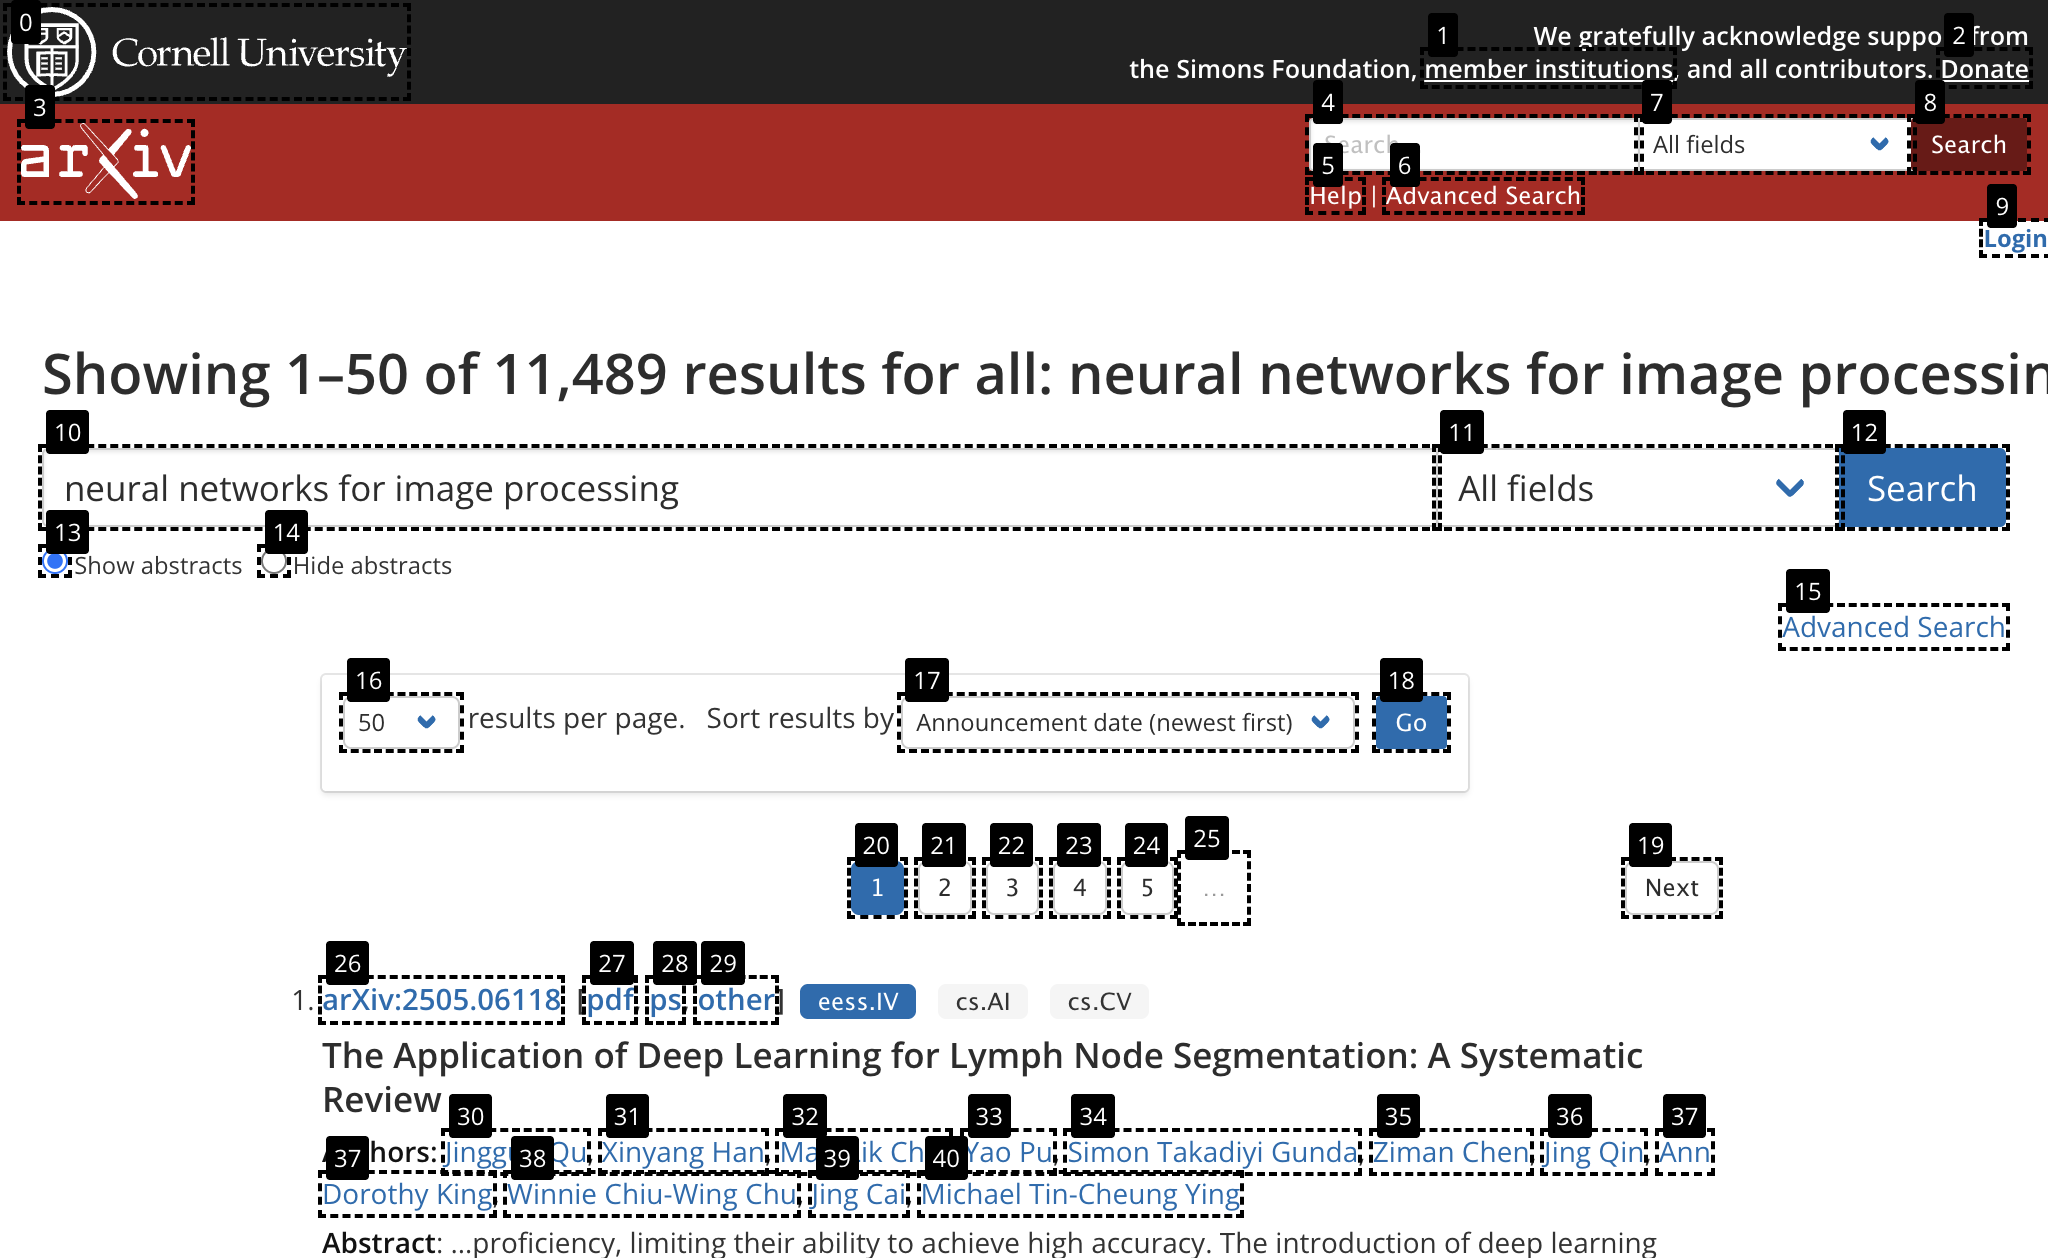 0
Cornell University
1
2
We gratefully acknowledge suppo from
the Simons Foundation, member institutions, and all contributors. Donate
3
arXiv
4
7
8
Search
All fields
Search
5
6
Help | Advanced Search
9
Login
Showing 1–50 of 11,489 results for all: neural networks for image processin
10
11
12
neural networks for image processing
All fields
Search
13
14
Show abstracts
Hide abstracts
15
Advanced Search
16
17
18
50
results per page.
Sort results by
Announcement date (newest first)
Go
20
21
22
23
24
25
19
1
2
3
4
5
...
Next
26
27
28
29
1. arXiv:2505.06118 [pdf, ps, other] eess.IV cs.AI cs.CV
The Application of Deep Learning for Lymph Node Segmentation: A Systematic
Review
30
31
32
33
34
35
36
37
hors: Jingg Qu, Xinyang Han, Ma ik Ch Yao Pu, Simon Takadiyi Gunda, Ziman Chen, Jing Qin, Ann
37
38
39
40
Dorothy King, Winnie Chiu-Wing Chu, Jing Cai, Michael Tin-Cheung Ying
Abstract: ...proficiency, limiting their ability to achieve high accuracy. The introduction of deep learning